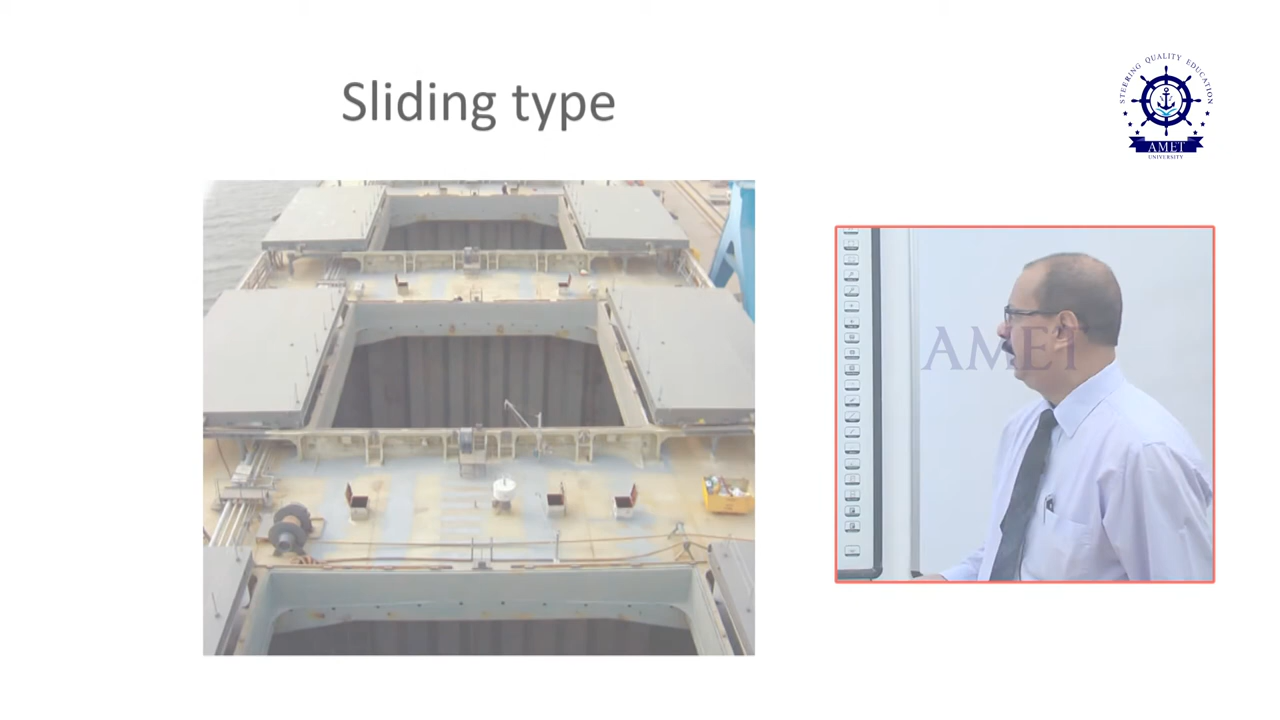 Sliding type
STEERING QUALITY EDUCATION
AMET
UNIVERSITY
AMET